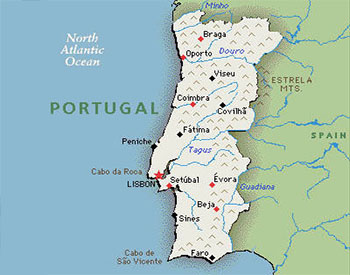 Minho
North
Atlantic
Ocean
Braga
Douro
Oporto
Viseu
ESTRELA
MTS.
Coimbra
Covilhã
PORTUGAL
Fátima
SPAIN
Peniche
Tagus
Cabo da Roca
LISBON
Setúbal
Évora
Guadiana
Beja
Sines
Cabo de
São Vicente
Faro